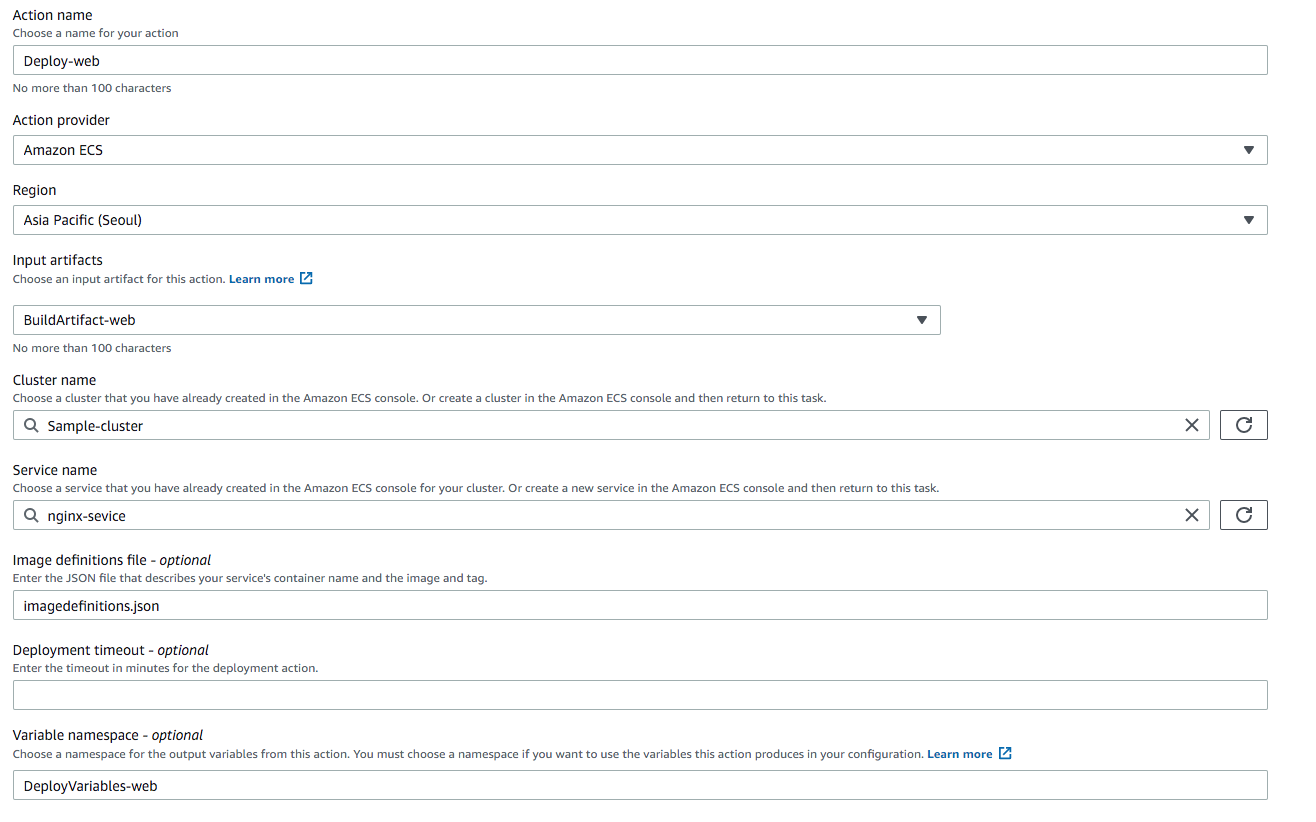 Action name
Choose a name for your action
Deploy-web
No more than 100 characters
Action provider
Amazon ECS
Region
Asia Pacific (Seoul)
Input artifacts
Choose an input artifact for this action. Learn more
BuildArtifact-web
No more than 100 characters
Cluster name
Choose a cluster that you have already created in the Amazon ECS console. Or create a cluster in the Amazon ECS console and then return to this task.
Sample-cluster
Service name
Choose a service that you have already created in the Amazon ECS console for your cluster. Or create a new service in the Amazon ECS console and then return to this task.
nginx-sevice
Image definitions file - optional
Enter the JSON file that describes your service's container name and the image and tag.
imagedefinitions.json
Deployment timeout - optional
Enter the timeout in minutes for the deployment action.
Variable namespace - optional
Choose a namespace for the output variables from this action. You must choose a namespace if you want to use the variables this action produces in your configuration. Learn more
DeployVariables-web